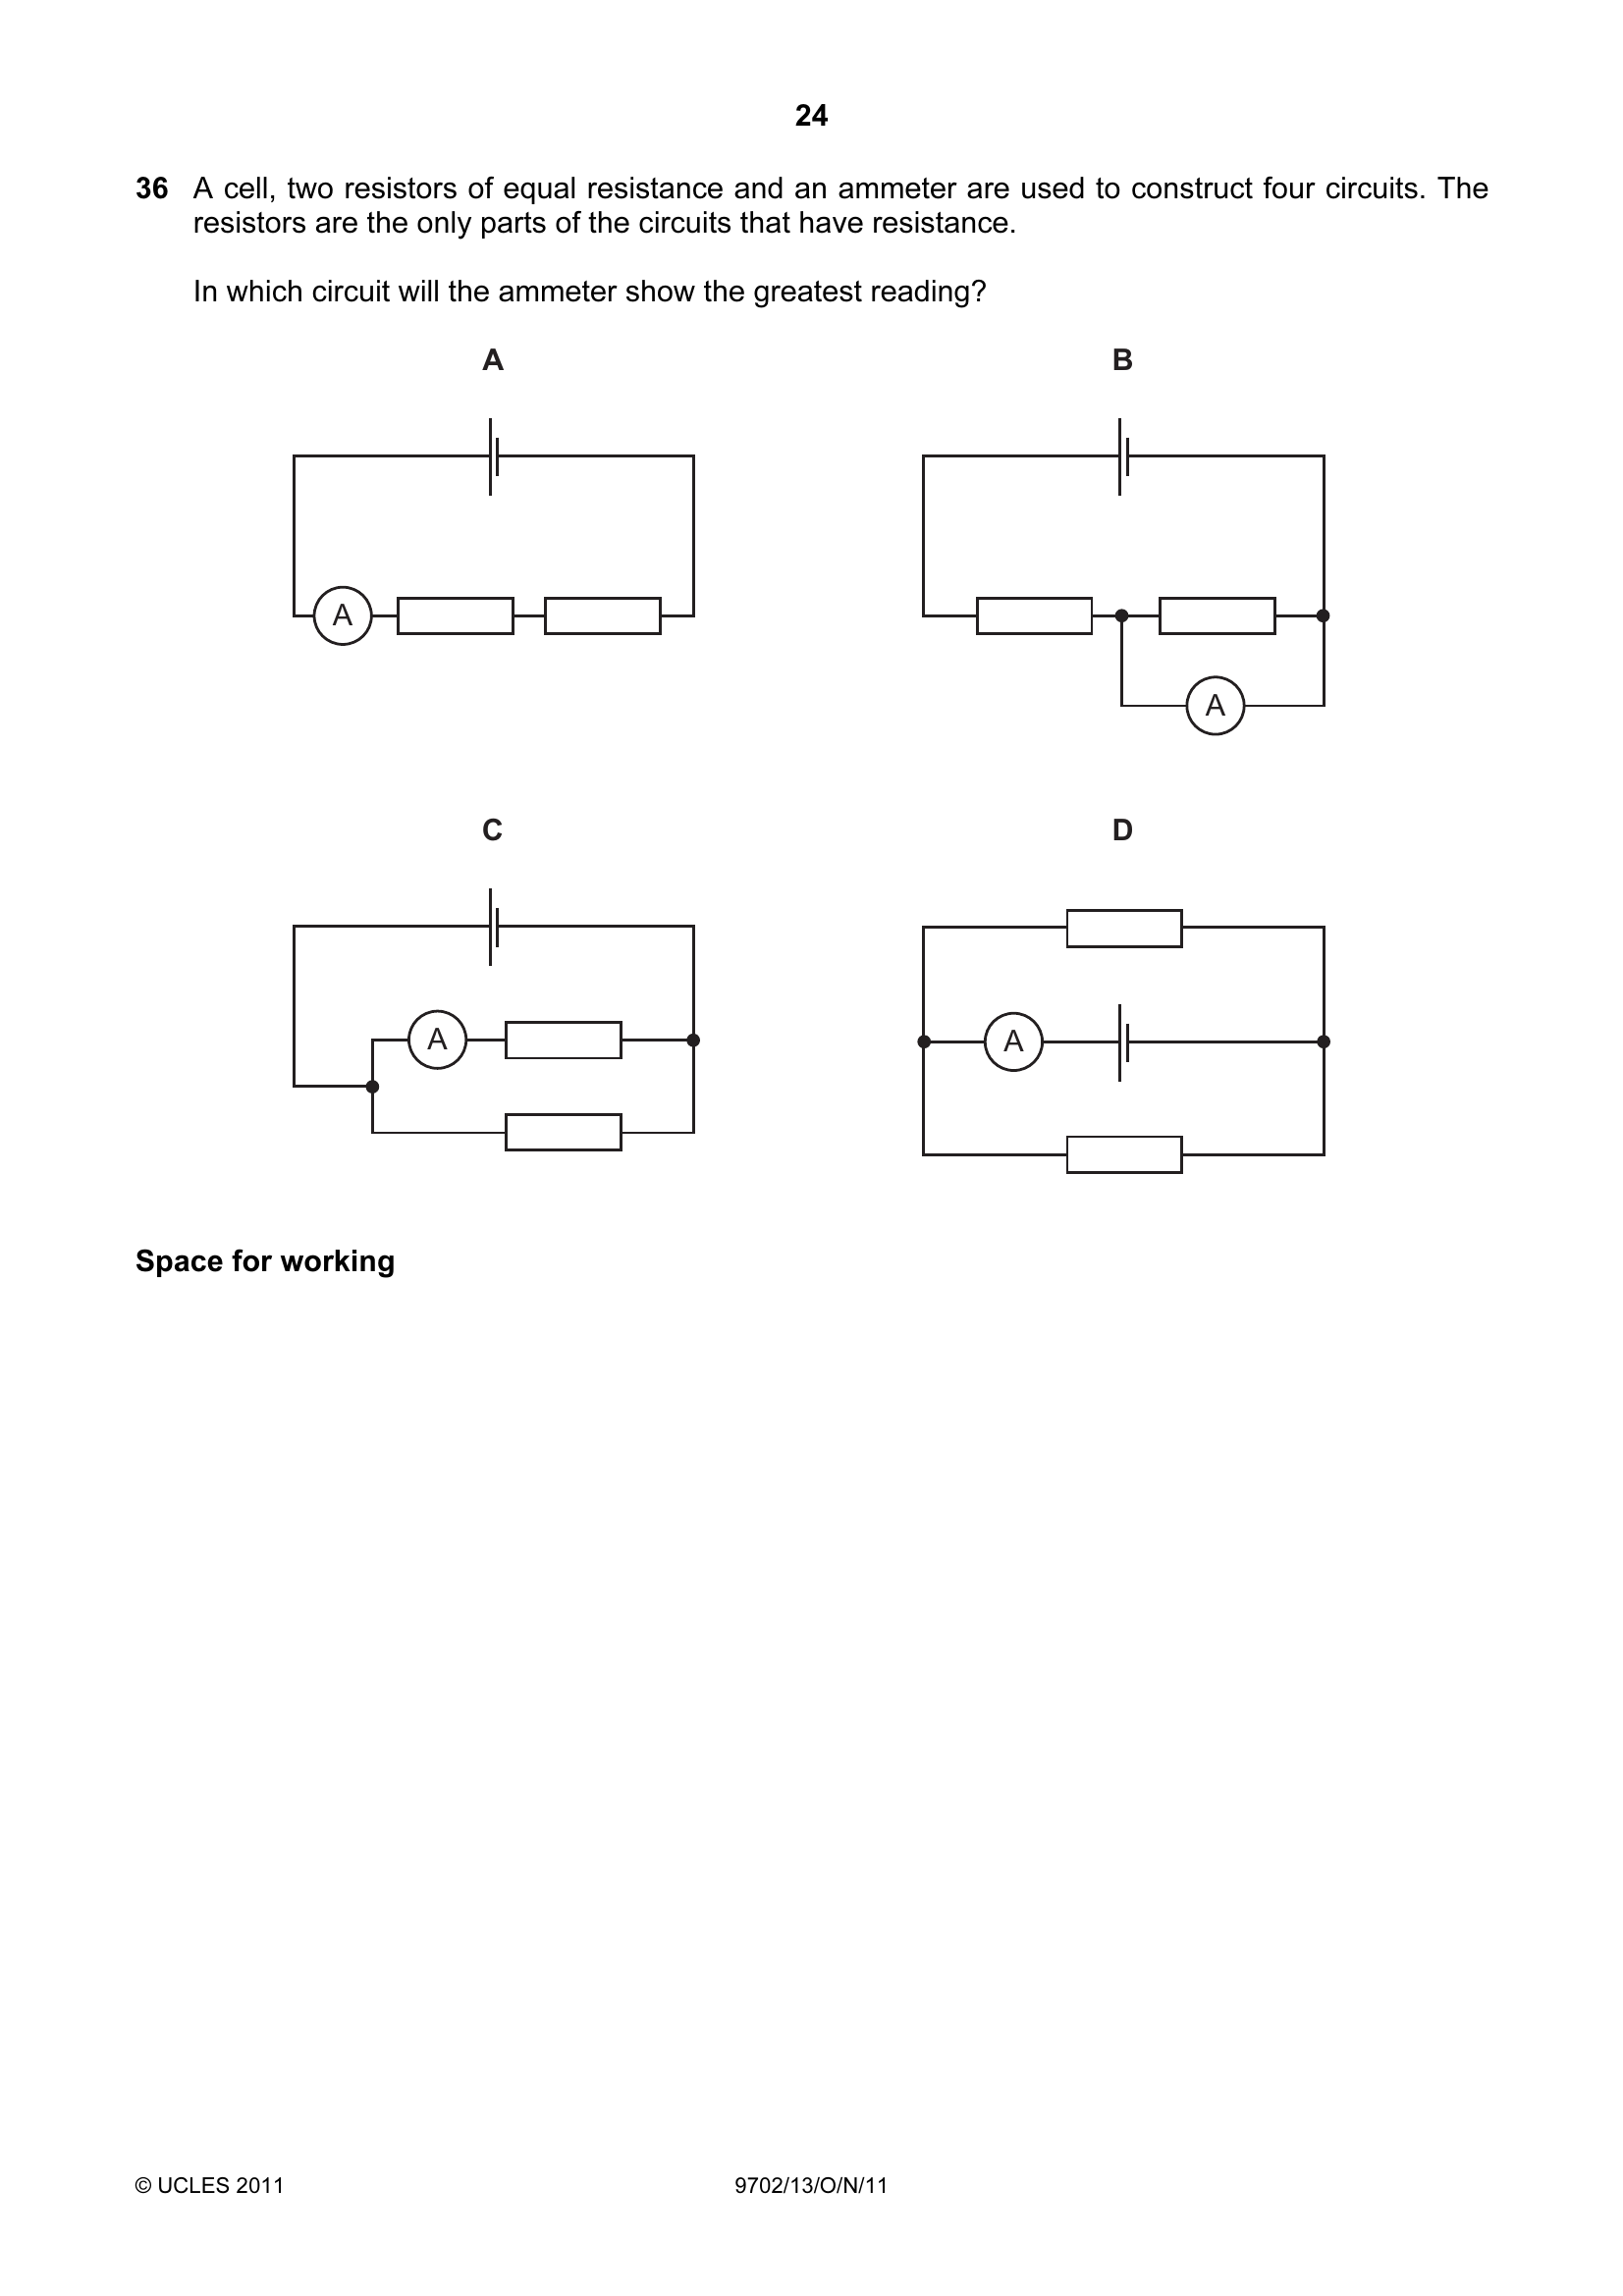 24
36 A cell, two resistors of equal resistance and an ammeter are used to construct four circuits. The
resistors are the only parts of the circuits that have resistance.
In which circuit will the ammeter show the greatest reading?
A B
A
A
C D
A A
Space for working
© UCLES 2011 9702/13/O/N/11